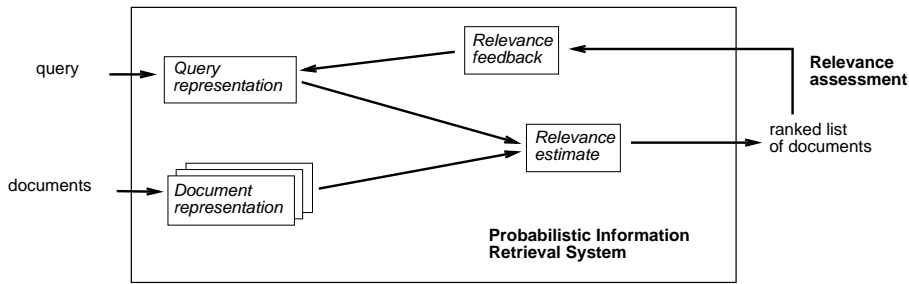 query
Query
representation
Relevance
feedback
Relevance
assessment
ranked list
of documents
Relevance
estimate
documents
Document
representation
Probabilistic Information
Retrieval System